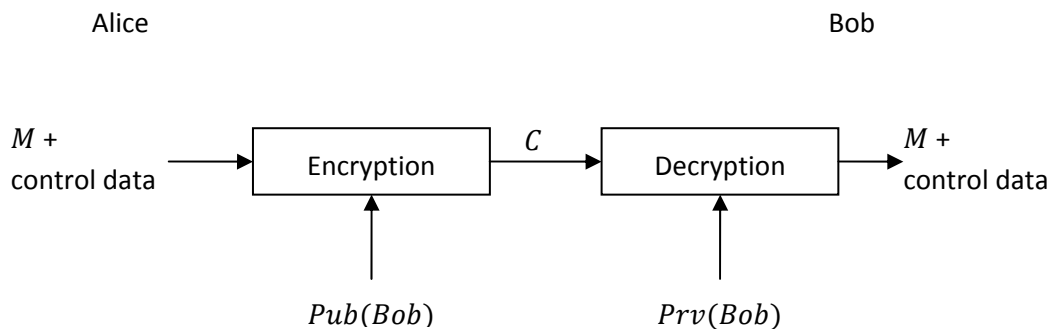 Alice
Bob
M +
control data
Encryption
C
Decryption
M +
control data
Pub(Bob)
Prv(Bob)